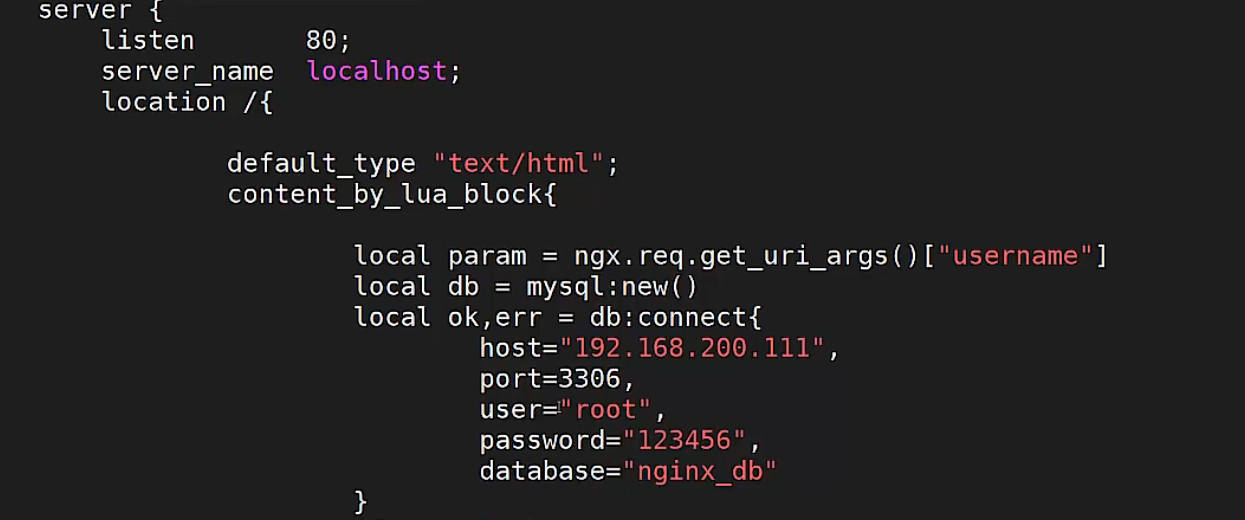 server {
listen 80;
server_name localhost;
location /{
default_type "text/html";
content_by_lua_block{
local param = ngx.req.get_uri_args()["username"]
local db = mysql:new()
local ok,err = db:connect{
host="192.168.200.111",
port=3306,
user="root",
password="123456",
database="nginx_db"
}